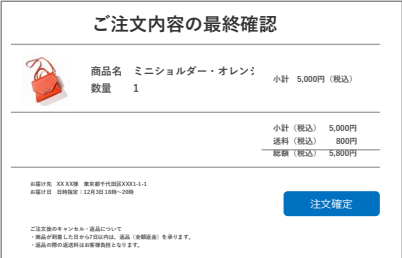 ご注文内容の最終確認
商品名 ミニショルダー・オレンジ
数量 1
小計 5,000円（税込）
小計（税込） 5,000円
送料（税込） 800円
総額（税込） 5,800円
お届け先 XX XX様 東京都千代田区XXX1-1-1
お届け日 日時指定：12月3日 18時～20時
注文確定
ご注文後のキャンセル・返品について
・商品が到着した日から7日以内は、返品（全額返金）を承ります。
・返品の際の返送料はお客様負担となります。